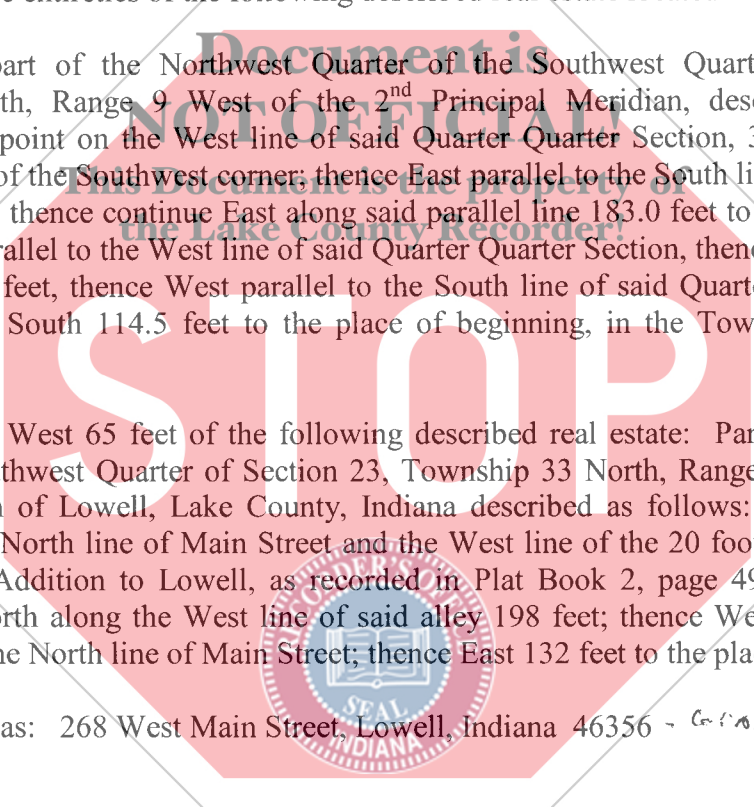 Document is
part of the Northwest Quarter of the Southwest Quart
th, Range 9 West of the 2nd Principal Meridian, desc
NOT OFFICIAL!
point on the West line of said Quarter Quarter Section, 3
of the Southwest corner; thence East parallel to the South li
This Document is the property of
thence continue East along said parallel line 183.0 feet to
the Lake County Recorder!
rallel to the West line of said Quarter Quarter Section, thenc
feet, thence West parallel to the South line of said Quart
South 114.5 feet to the place of beginning, in the Tow
STOP
West 65 feet of the following described real estate: Par
thwest Quarter of Section 23, Township 33 North, Range
n of Lowell, Lake County, Indiana described as follows:
North line of Main Street and the West line of the 20 foo
Addition to Lowell, as recorded in Plat Book 2, page 49
orth along the West line of said alley 198 feet; thence We
he North line of Main Street; thence East 132 feet to the pla
RECORDER'S OFFICE
SEAL
INDIANA
as: 268 West Main Street, Lowell, Indiana 46356 -